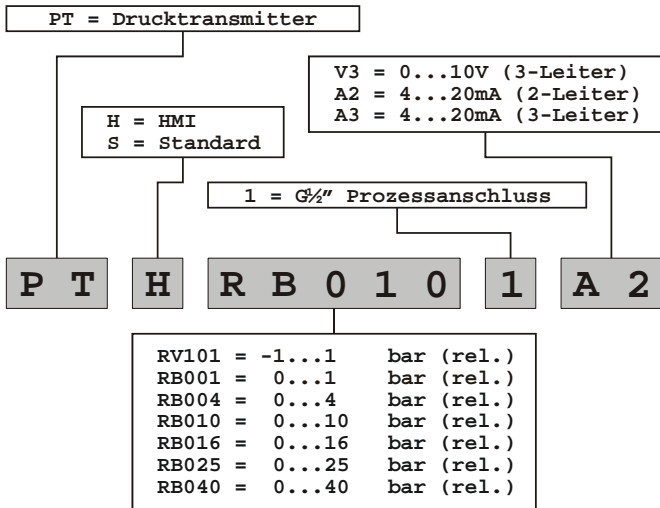 PT = Drucktransmitter
V3 = 0...10V (3-Leiter)
A2 = 4...20mA (2-Leiter)
A3 = 4...20mA (3-Leiter)
H = HMI
S = Standard
1 = G½" Prozessanschluss
P T H R B 0 1 0 1 A 2
RV101 = -1...1 bar (rel.)
RB001 = 0...1 bar (rel.)
RB004 = 0...4 bar (rel.)
RB010 = 0...10 bar (rel.)
RB016 = 0...16 bar (rel.)
RB025 = 0...25 bar (rel.)
RB040 = 0...40 bar (rel.)